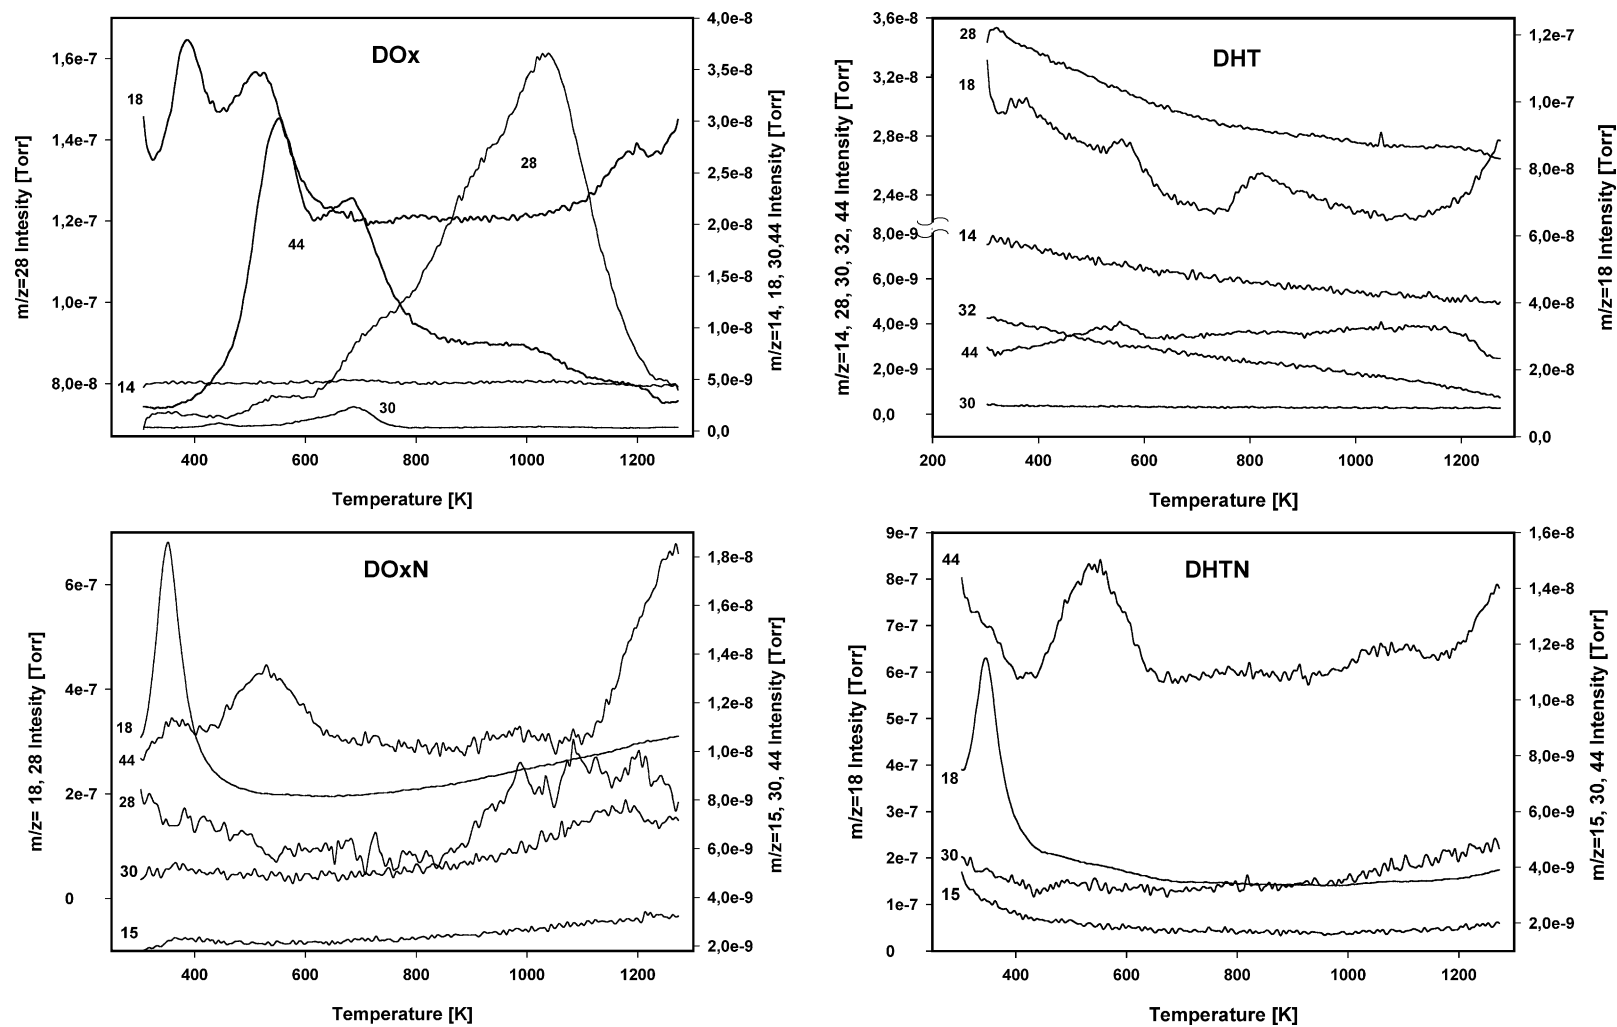 DOx
m/z=28 Intesity [Torr]
1,6e-7
1,4e-7
1,2e-7
1,0e-7
8,0e-8
18
28
44
14
30
4,0e-8
3,5e-8
3,0e-8
2,5e-8
2,0e-8
1,5e-8
1,0e-8
5,0e-9
0,0
m/z=14, 18, 30,44 Intensity [Torr]
400 600 800 1000 1200
Temperature [K]
DHT
m/z=14, 28, 30, 32, 44 Intensity [Torr]
3,6e-8
3,2e-8
2,8e-8
2,4e-8
8,0e-9
6,0e-9
4,0e-9
2,0e-9
0,0
28
18
14
32
44
30
1,2e-7
1,0e-7
8,0e-8
6,0e-8
4,0e-8
2,0e-8
0,0
m/z=18 Intensity [Torr]
200 400 600 800 1000 1200
Temperature [K]
DOxN
m/z= 18, 28 Intesity [Torr]
6e-7
4e-7
2e-7
0
18
44
28
30
15
1,8e-8
1,6e-8
1,4e-8
1,2e-8
1,0e-8
8,0e-9
6,0e-9
4,0e-9
2,0e-9
m/z=15, 30, 44 Intensity [Torr]
400 600 800 1000 1200
Temperature [K]
DHTN
m/z=18 Intesity [Torr]
9e-7
8e-7
7e-7
6e-7
5e-7
4e-7
3e-7
2e-7
1e-7
0
44
18
30
15
1,6e-8
1,4e-8
1,2e-8
1,0e-8
8,0e-9
6,0e-9
4,0e-9
2,0e-9
m/z=15, 30, 44 Intensity [Torr]
400 600 800 1000 1200
Temperature [K]